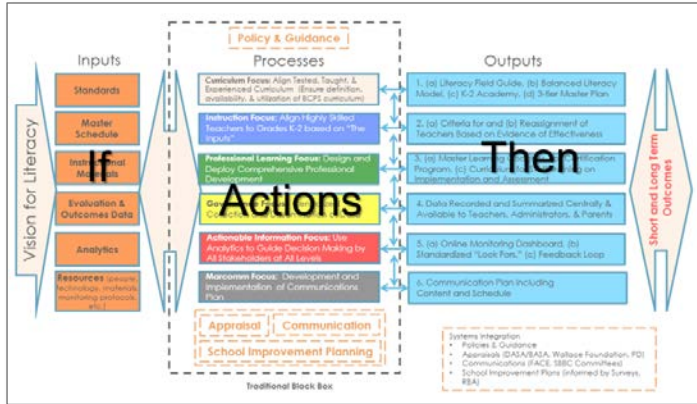 Policy & Guidance
Inputs
Processes
Outputs
Vision for Literacy
Standards
Master
Schedule
Instructional
Materials
Evaluation &
Outcomes Data
Analytics
Resources (people,
technology, materials,
monitoring protocols,
etc.)
If
Curriculum Focus: Align Tested, Taught, &
Experienced Curriculum (Ensure definition,
availability, & utilization of BCPS curriculum)
Instruction Focus: Align Highly Skilled
Teachers to Grades K-2 based on "The
Inputs"
Professional Learning Focus: Design and
Deploy Comprehensive Professional
Development
Actions
Actionable Information Focus: Use
Analytics to Guide Decision Making by
All Stakeholders at All Levels
Marcomm Focus: Development and
Implementation of Communications
Plan
Appraisal
Communication
School Improvement Planning
Traditional Black Box
1. (a) Literacy Field Guide, (b) Balanced Literacy
Model, (c) K-2 Academy, (d) 3-tier Master Plan
2. (a) Criteria for and (b) Reassignment of
Teachers Based on Evidence of Effectiveness
3. (a) Master Learning
Program, (c) Curriculum
Implementation and Assessment
Then
4. Data Recorded and Summarized Centrally &
Available to Teachers, Administrators, & Parents
5. (a) Online Monitoring Dashboard, (b)
Standardized "Look Fors," (c) Feedback Loop
6. Communication Plan including
Content and Schedule
Short and Long Term
Outcomes
Systems Integration
• Policies & Guidance
• Appraisals (DASA/BASA, Wallace Foundation, PD)
• Communications (FACE, SBBC Committees)
• School Improvement Plans (informed by Surveys,
RBA)